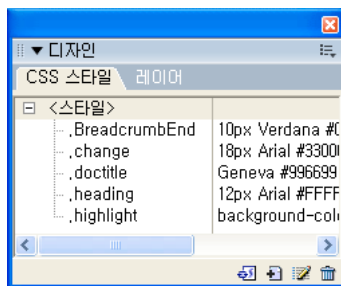 디자인
CSS 스타일 레이어
<스타일>
.BreadcrumbEnd 10px Verdana #0
.change 18px Arial #3300
.doctitle Geneva #996699
.heading 12px Arial #FFFF
.highlight background-col